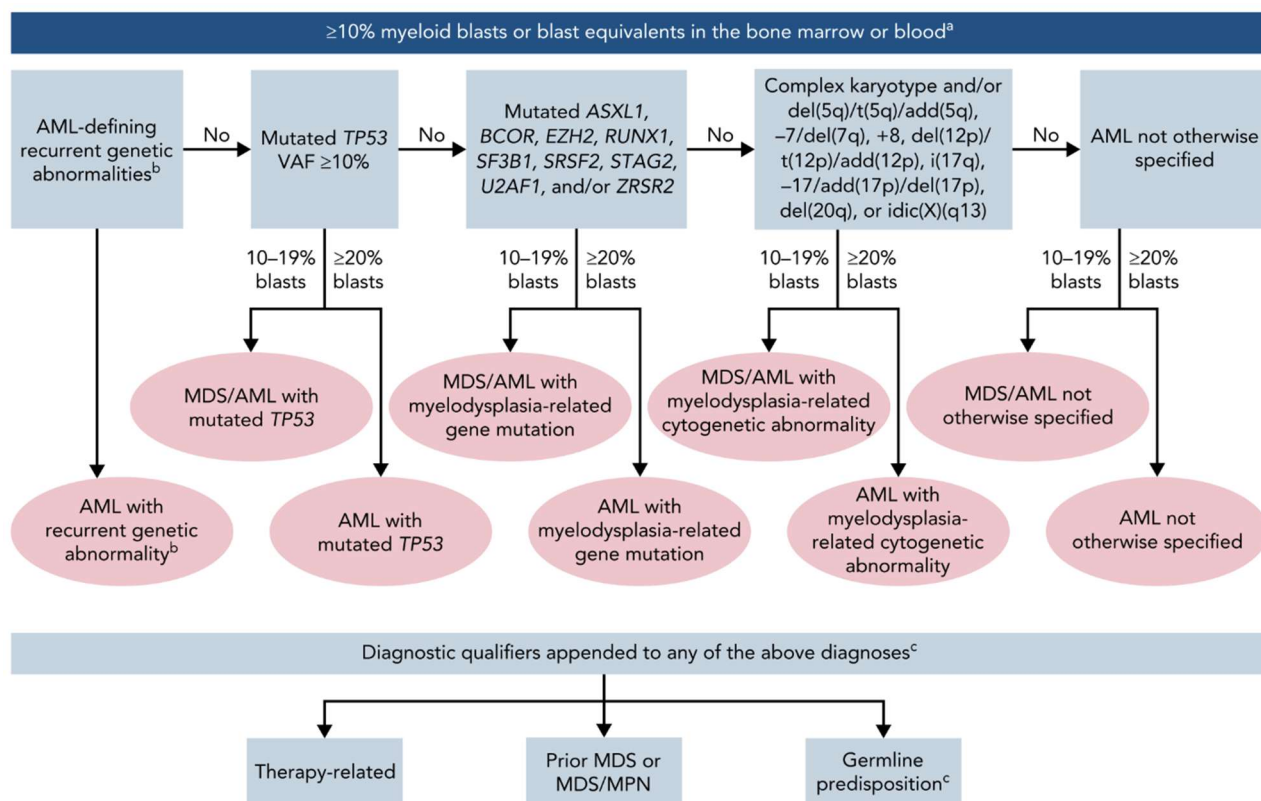 ≥10% myeloid blasts or blast equivalents in the bone marrow or bloodᵃ
AML-defining
recurrent genetic
abnormalitiesᵇ
No
Mutated TP53
VAF ≥10%
No
Mutated ASXL1,
BCOR, EZH2, RUNX1,
SF3B1, SRSF2, STAG2,
U2AF1, and/or ZRSR2
No
Complex karyotype and/or
del(5q)/t(5q)/add(5q),
–7/del(7q), +8, del(12p)/
t(12p)/add(12p), i(17q),
–17/add(17p)/del(17p),
del(20q), or idic(X)(q13)
No
AML not otherwise
specified
10–19%
blasts
≥20%
blasts
10–19%
blasts
≥20%
blasts
10–19%
blasts
≥20%
blasts
10–19%
blasts
≥20%
blasts
MDS/AML with
mutated TP53
MDS/AML with
myelodysplasia-related
gene mutation
MDS/AML with
myelodysplasia-related
cytogenetic abnormality
MDS/AML not
otherwise specified
AML with
recurrent genetic
abnormalityᵇ
AML with
mutated TP53
AML with
myelodysplasia-related
gene mutation
AML with
myelodysplasia-
related cytogenetic
abnormality
AML not
otherwise specified
Diagnostic qualifiers appended to any of the above diagnosesᶜ
Therapy-related
Prior MDS or
MDS/MPN
Germline
predispositionᶜ